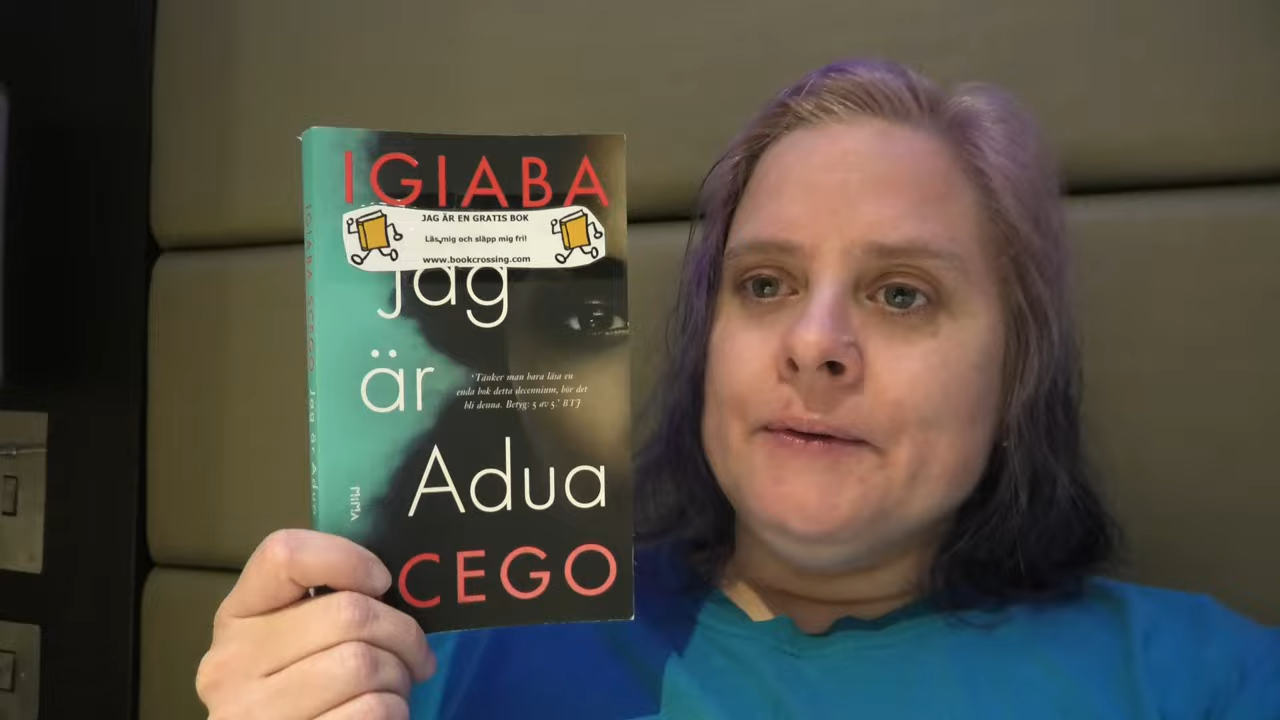 IGIABA
JAG ÄR EN GRATIS BOK
Läs mig och släpp mig fri!
www.bookcrossing.com
jag
är
'Tänker man bara läsa en
enda bok detta decennium, bör det
bli denna. Betyg: 5 av 5.' BTJ
Adua
CEGO
IGIABA SCEGO Jag är Adua